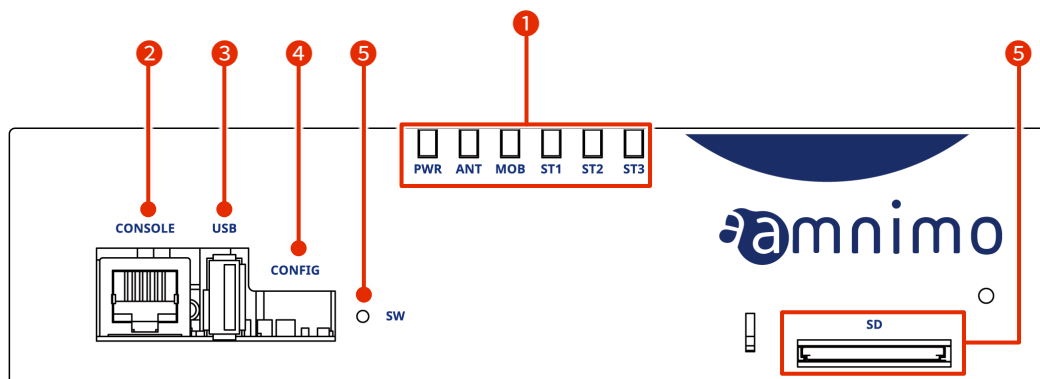 1
2 3 4 5 5
PWR ANT MOB ST1 ST2 ST3
CONSOLE USB
amnimo
CONFIG
SW
SD